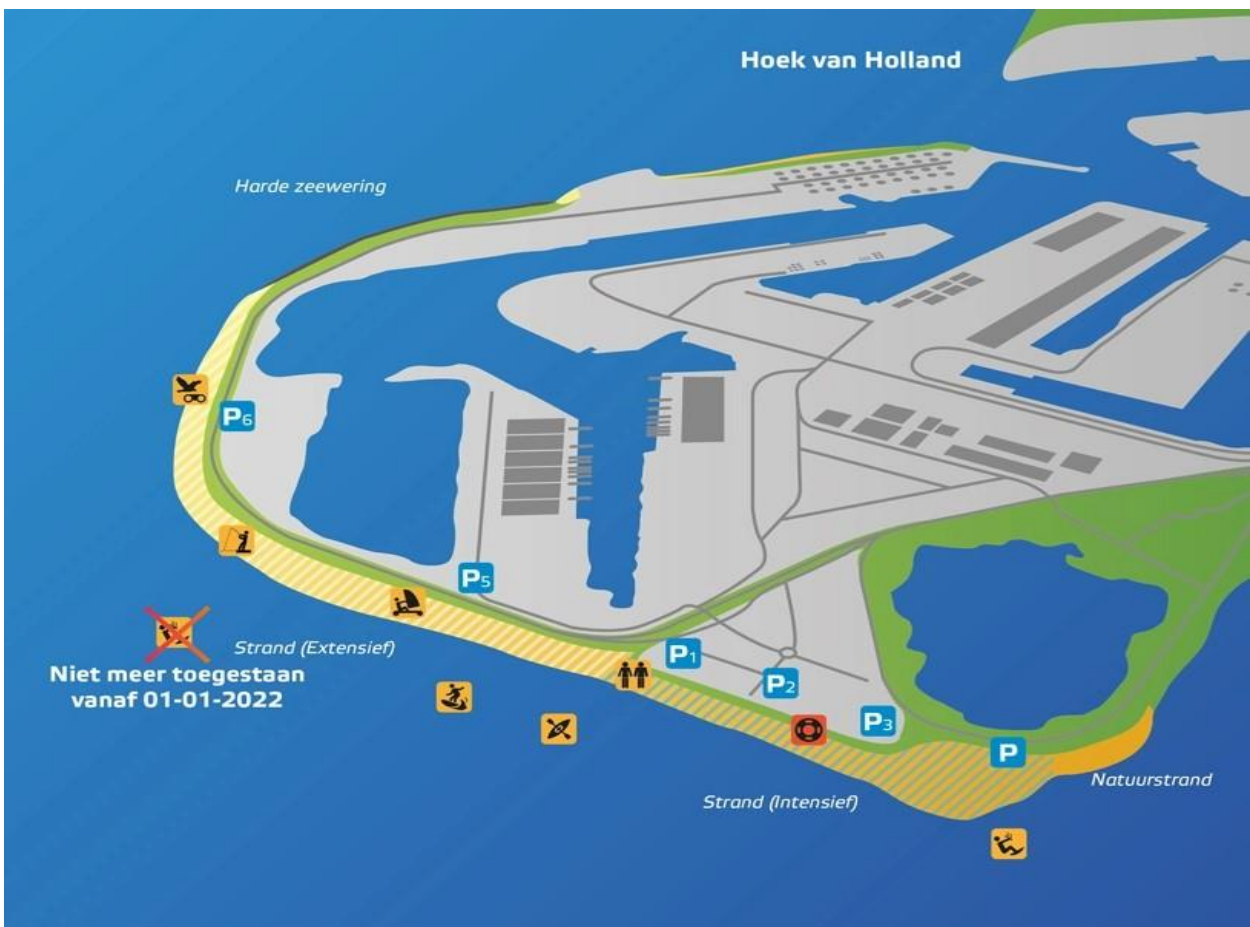 Hoek van Holland
Harde zeewering
P6
P5
Strand (Extensief)
Niet meer toegestaan
vanaf 01-01-2022
P1
P2
P3
P
Natuurstrand
Strand (Intensief)